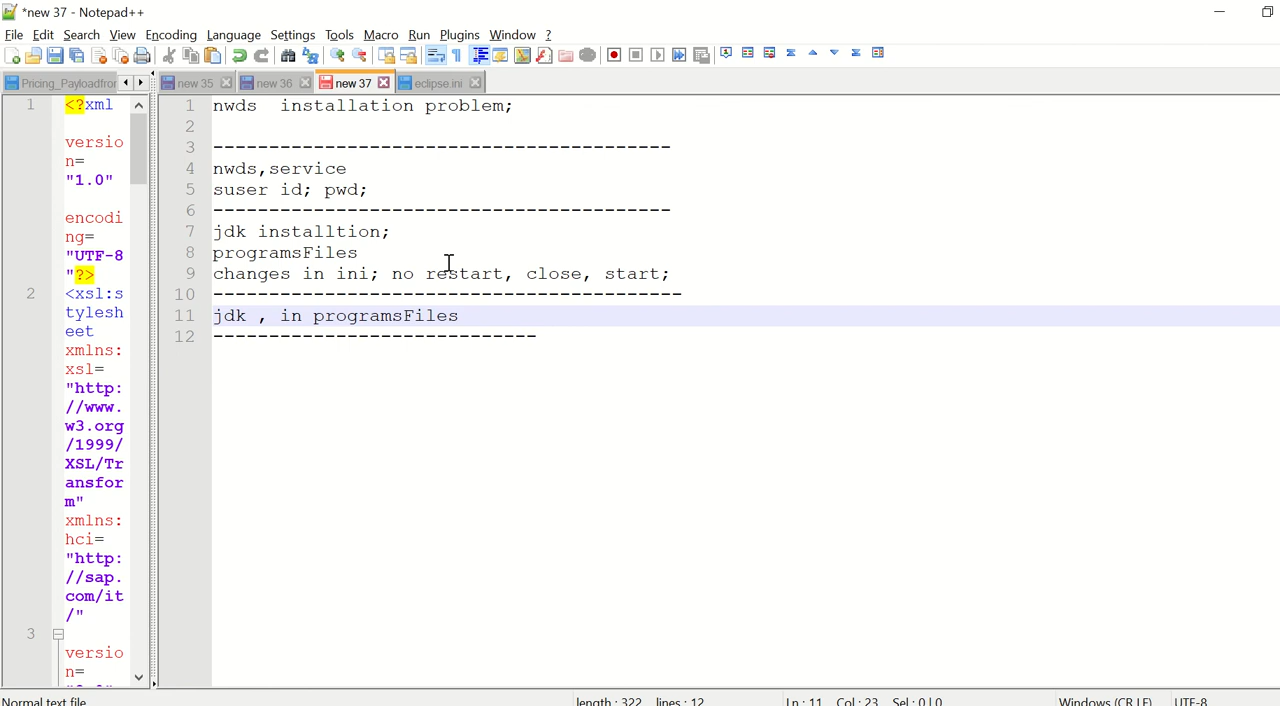 *new 37 - Notepad++
File Edit Search View Encoding Language Settings Tools Macro Run Plugins Window ?
Pricing_Payloadfror new 35 new 36 new 37 eclipse.ini
1 <?xml
versio
n=
"1.0"
encodi
ng=
"UTF-8
"?>
2 <xsl:s
tylesh
eet
xmlns:
xsl=
"http:
//www.
w3.org
/1999/
XSL/Tr
ansfor
m"
xmlns:
hci=
"http:
//sap.
com/it
/"
3
versio
n=
1 nwds  installation problem;
2
3 -----------------------------------------
4 nwds,service
5 suser id; pwd;
6 -----------------------------------------
7 jdk installtion;
8 programsFiles
9 changes in ini; no restart, close, start;
10 ------------------------------------------
11 jdk , in programsFiles
12 -----------------------------
Normal text file length : 322 lines : 12 Ln : 11 Col : 23 Sel : 0 | 0 Windows (CR LF) UTF-8